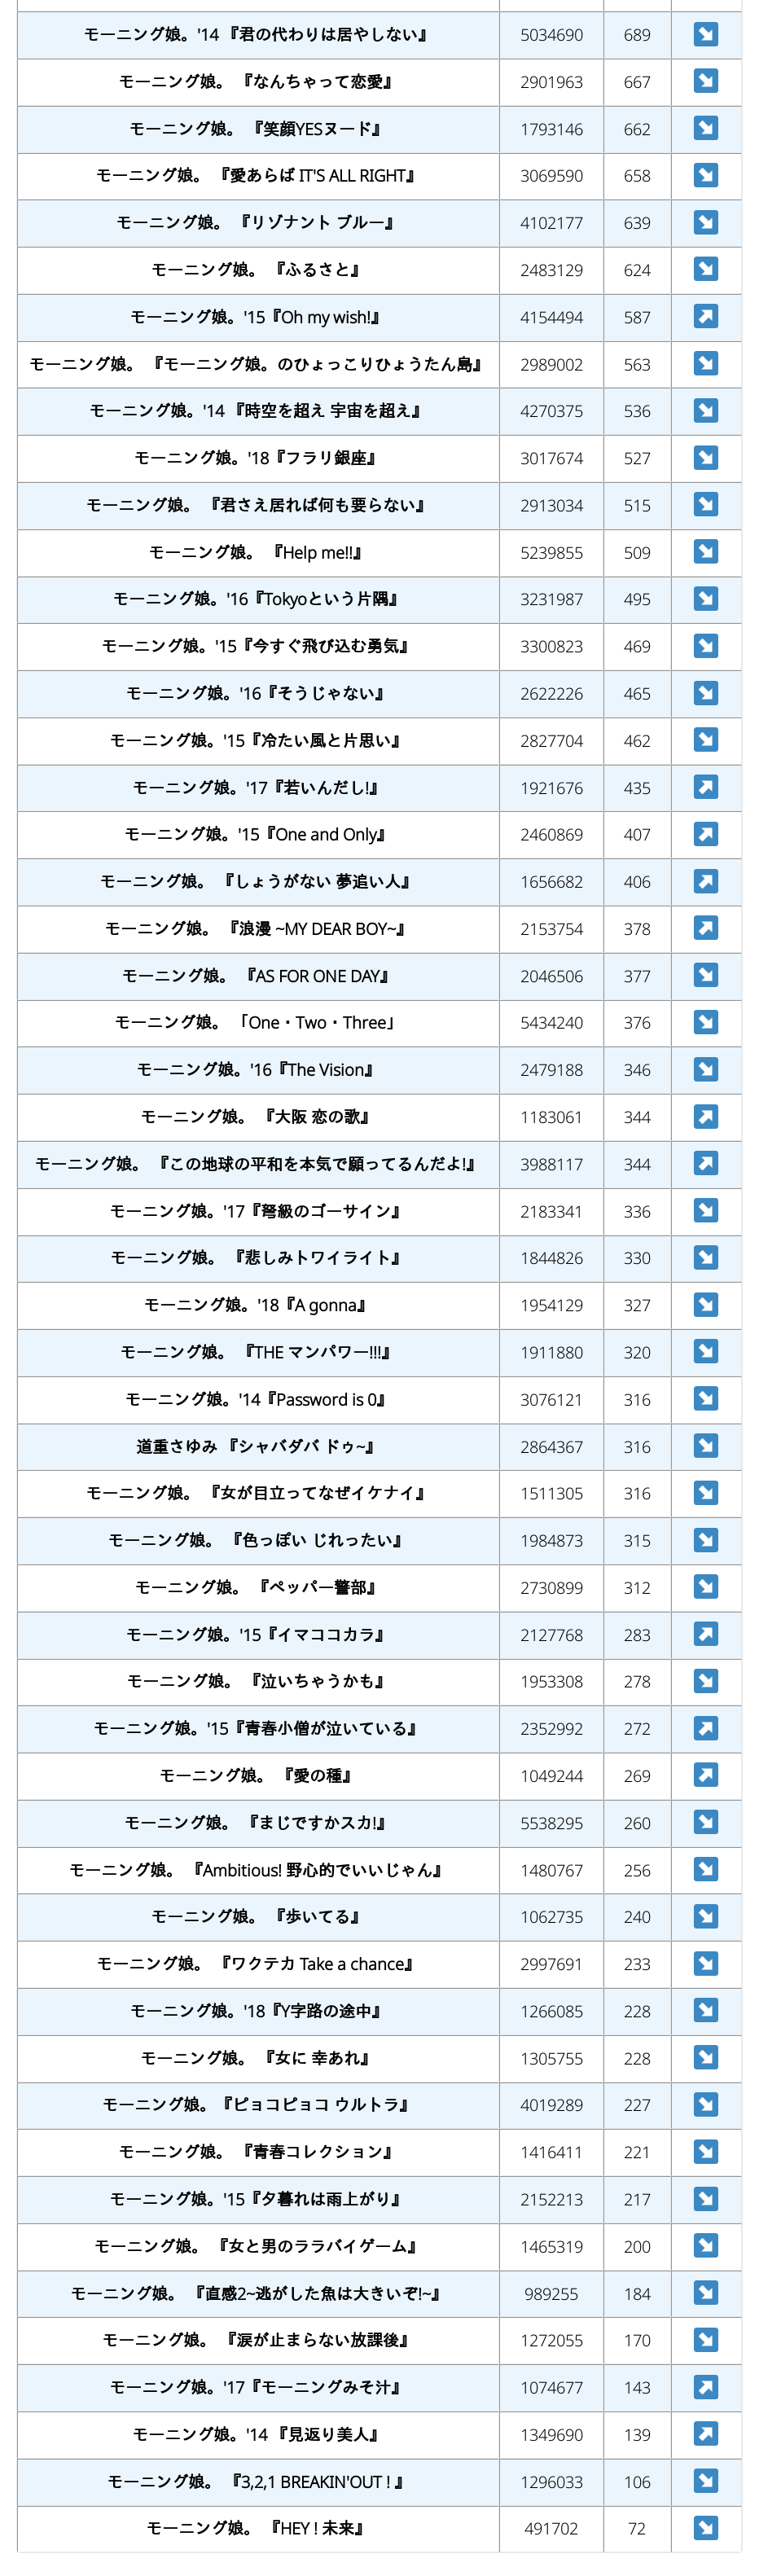 モーニング娘。'14 『君の代わりは居やしない』 5034690 689 ↘
モーニング娘。 『なんちゃって恋愛』 2901963 667 ↘
モーニング娘。 『笑顔YESヌード』 1793146 662 ↘
モーニング娘。 『愛あらば IT'S ALL RIGHT』 3069590 658 ↘
モーニング娘。 『リゾナント ブルー』 4102177 639 ↘
モーニング娘。 『ふるさと』 2483129 624 ↘
モーニング娘。'15『Oh my wish!』 4154494 587 ↗
モーニング娘。 『モーニング娘。のひょっこりひょうたん島』 2989002 563 ↘
モーニング娘。'14 『時空を超え 宇宙を超え』 4270375 536 ↘
モーニング娘。'18『フラリ銀座』 3017674 527 ↘
モーニング娘。 『君さえ居れば何も要らない』 2913034 515 ↘
モーニング娘。 『Help me!!』 5239855 509 ↘
モーニング娘。'16『Tokyoという片隅』 3231987 495 ↘
モーニング娘。'15『今すぐ飛び込む勇気』 3300823 469 ↘
モーニング娘。'16『そうじゃない』 2622226 465 ↘
モーニング娘。'15『冷たい風と片思い』 2827704 462 ↘
モーニング娘。'17『若いんだし!』 1921676 435 ↗
モーニング娘。'15『One and Only』 2460869 407 ↗
モーニング娘。 『しょうがない 夢追い人』 1656682 406 ↗
モーニング娘。 『浪漫 ~MY DEAR BOY~』 2153754 378 ↗
モーニング娘。 『AS FOR ONE DAY』 2046506 377 ↘
モーニング娘。 「One・Two・Three」 5434240 376 ↘
モーニング娘。'16『The Vision』 2479188 346 ↘
モーニング娘。 『大阪 恋の歌』 1183061 344 ↗
モーニング娘。 『この地球の平和を本気で願ってるんだよ!』 3988117 344 ↗
モーニング娘。'17『弩級のゴーサイン』 2183341 336 ↘
モーニング娘。 『悲しみトワイライト』 1844826 330 ↘
モーニング娘。'18『A gonna』 1954129 327 ↘
モーニング娘。 『THE マンパワー!!!』 1911880 320 ↘
モーニング娘。'14『Password is 0』 3076121 316 ↘
道重さゆみ 『シャバダバ ドゥ~』 2864367 316 ↘
モーニング娘。 『女が目立ってなぜイケナイ』 1511305 316 ↘
モーニング娘。 『色っぽい じれったい』 1984873 315 ↘
モーニング娘。 『ペッパー警部』 2730899 312 ↘
モーニング娘。'15『イマココカラ』 2127768 283 ↗
モーニング娘。 『泣いちゃうかも』 1953308 278 ↘
モーニング娘。'15『青春小僧が泣いている』 2352992 272 ↗
モーニング娘。 『愛の種』 1049244 269 ↗
モーニング娘。 『まじですかスカ!』 5538295 260 ↘
モーニング娘。 『Ambitious! 野心的でいいじゃん』 1480767 256 ↘
モーニング娘。 『歩いてる』 1062735 240 ↘
モーニング娘。 『ワクテカ Take a chance』 2997691 233 ↘
モーニング娘。'18『Y字路の途中』 1266085 228 ↘
モーニング娘。 『女に 幸あれ』 1305755 228 ↘
モーニング娘。『ピョコピョコ ウルトラ』 4019289 227 ↘
モーニング娘。 『青春コレクション』 1416411 221 ↘
モーニング娘。'15『夕暮れは雨上がり』 2152213 217 ↘
モーニング娘。 『女と男のララバイゲーム』 1465319 200 ↘
モーニング娘。 『直感2~逃がした魚は大きいぞ!~』 989255 184 ↘
モーニング娘。 『涙が止まらない放課後』 1272055 170 ↘
モーニング娘。'17『モーニングみそ汁』 1074677 143 ↗
モーニング娘。'14 『見返り美人』 1349690 139 ↗
モーニング娘。 『3,2,1 BREAKIN'OUT ! 』 1296033 106 ↘
モーニング娘。 『HEY ! 未来』 491702 72 ↘